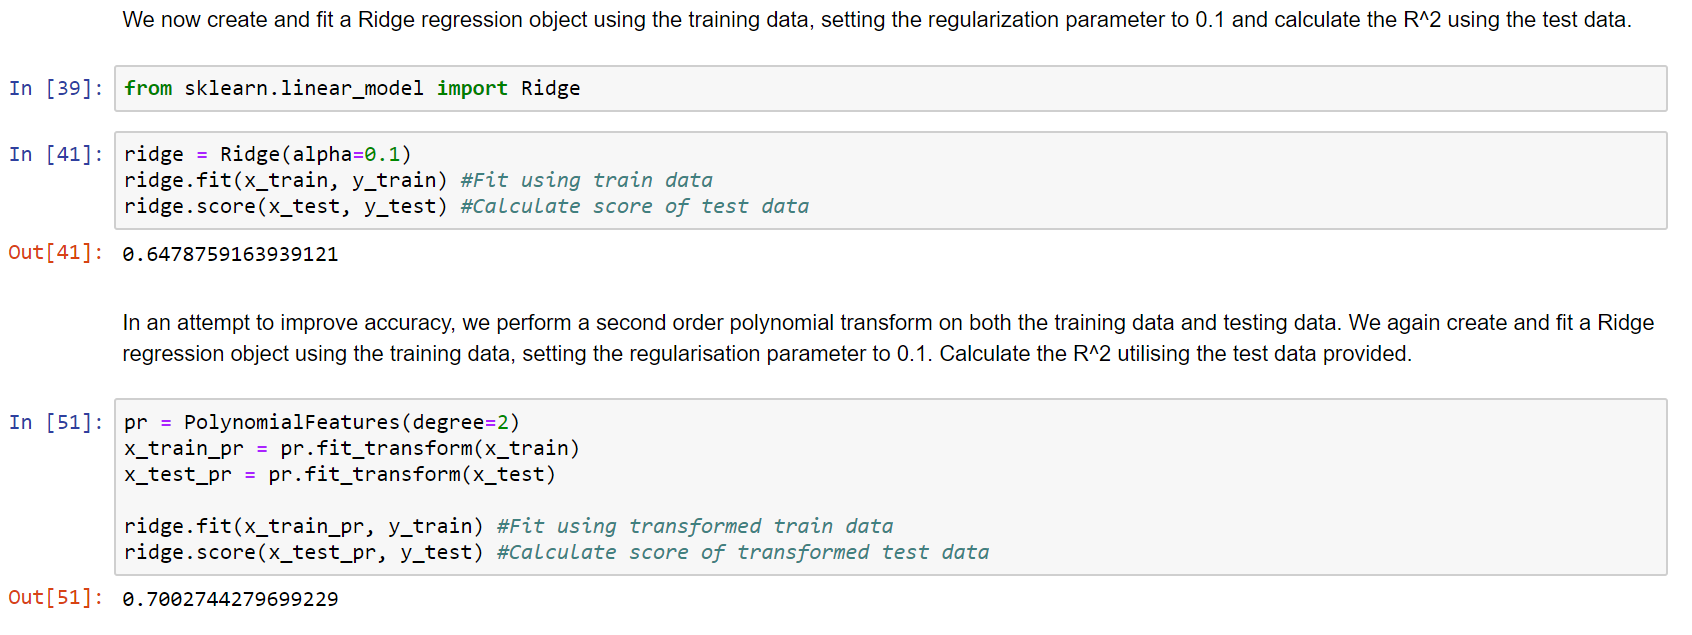 We now create and fit a Ridge regression object using the training data, setting the regularization parameter to 0.1 and calculate the R^2 using the test data.
In [39]: from sklearn.linear_model import Ridge
In [41]: ridge = Ridge(alpha=0.1)
ridge.fit(x_train, y_train) #Fit using train data
ridge.score(x_test, y_test) #Calculate score of test data
Out[41]: 0.6478759163939121
In an attempt to improve accuracy, we perform a second order polynomial transform on both the training data and testing data. We again create and fit a Ridge
regression object using the training data, setting the regularisation parameter to 0.1. Calculate the R^2 utilising the test data provided.
In [51]: pr = PolynomialFeatures(degree=2)
x_train_pr = pr.fit_transform(x_train)
x_test_pr = pr.fit_transform(x_test)
ridge.fit(x_train_pr, y_train) #Fit using transformed train data
ridge.score(x_test_pr, y_test) #Calculate score of transformed test data
Out[51]: 0.7002744279699229